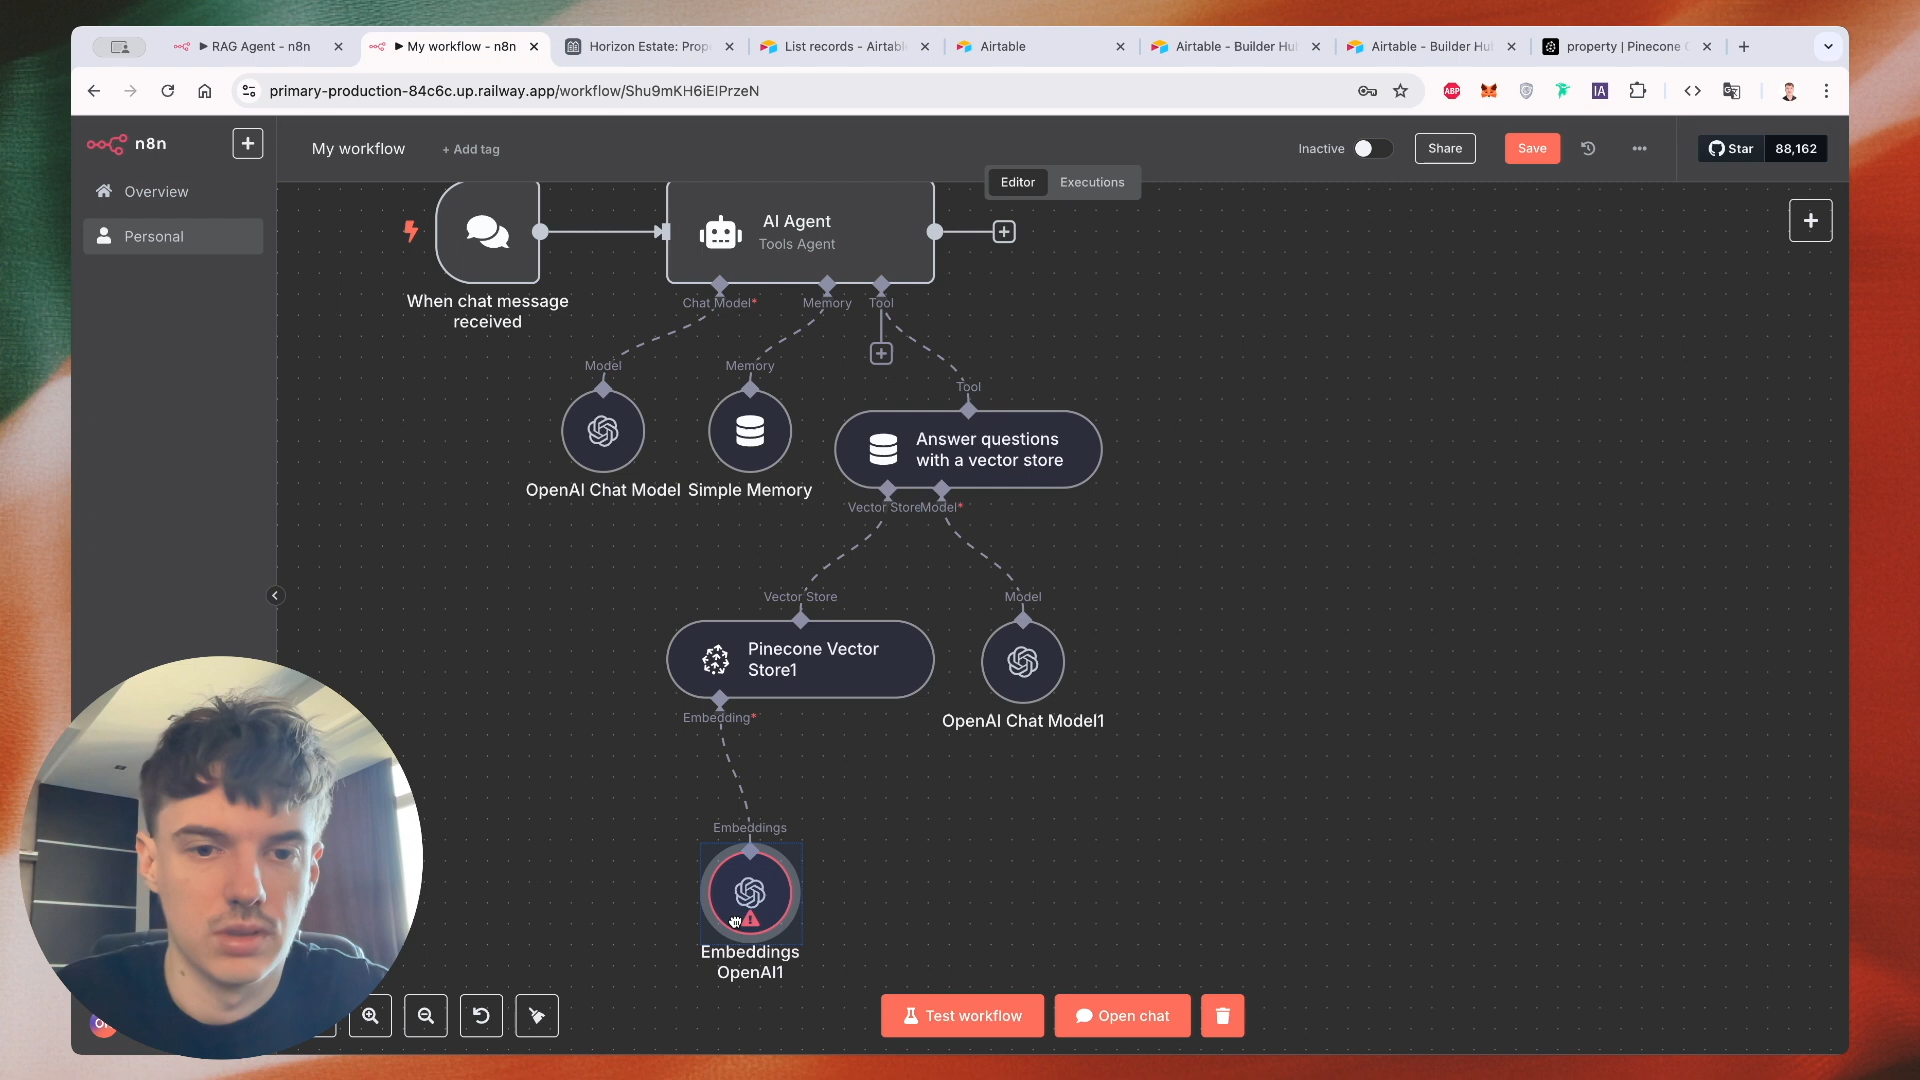 RAG Agent - n8n
My workflow - n8n
Horizon Estate: Prop
List records - Airtabl
Airtable
Airtable - Builder Hu
Airtable - Builder Hu
property | Pinecone
primary-production-84c6c.up.railway.app/workflow/Shu9mKH6iEIPrzeN
ABP
IA
n8n
My workflow
+ Add tag
Inactive
Share
Save
Star
88,162
Editor
Executions
Overview
Personal
AI Agent
Tools Agent
When chat message
received
Chat Model*
Memory
Tool
Model
Memory
Tool
Answer questions
with a vector store
OpenAI Chat Model
Simple Memory
Vector Store
Model*
Vector Store
Model
Pinecone Vector
Store1
Embedding*
OpenAI Chat Model1
Embeddings
Embeddings
OpenAI1
Test workflow
Open chat